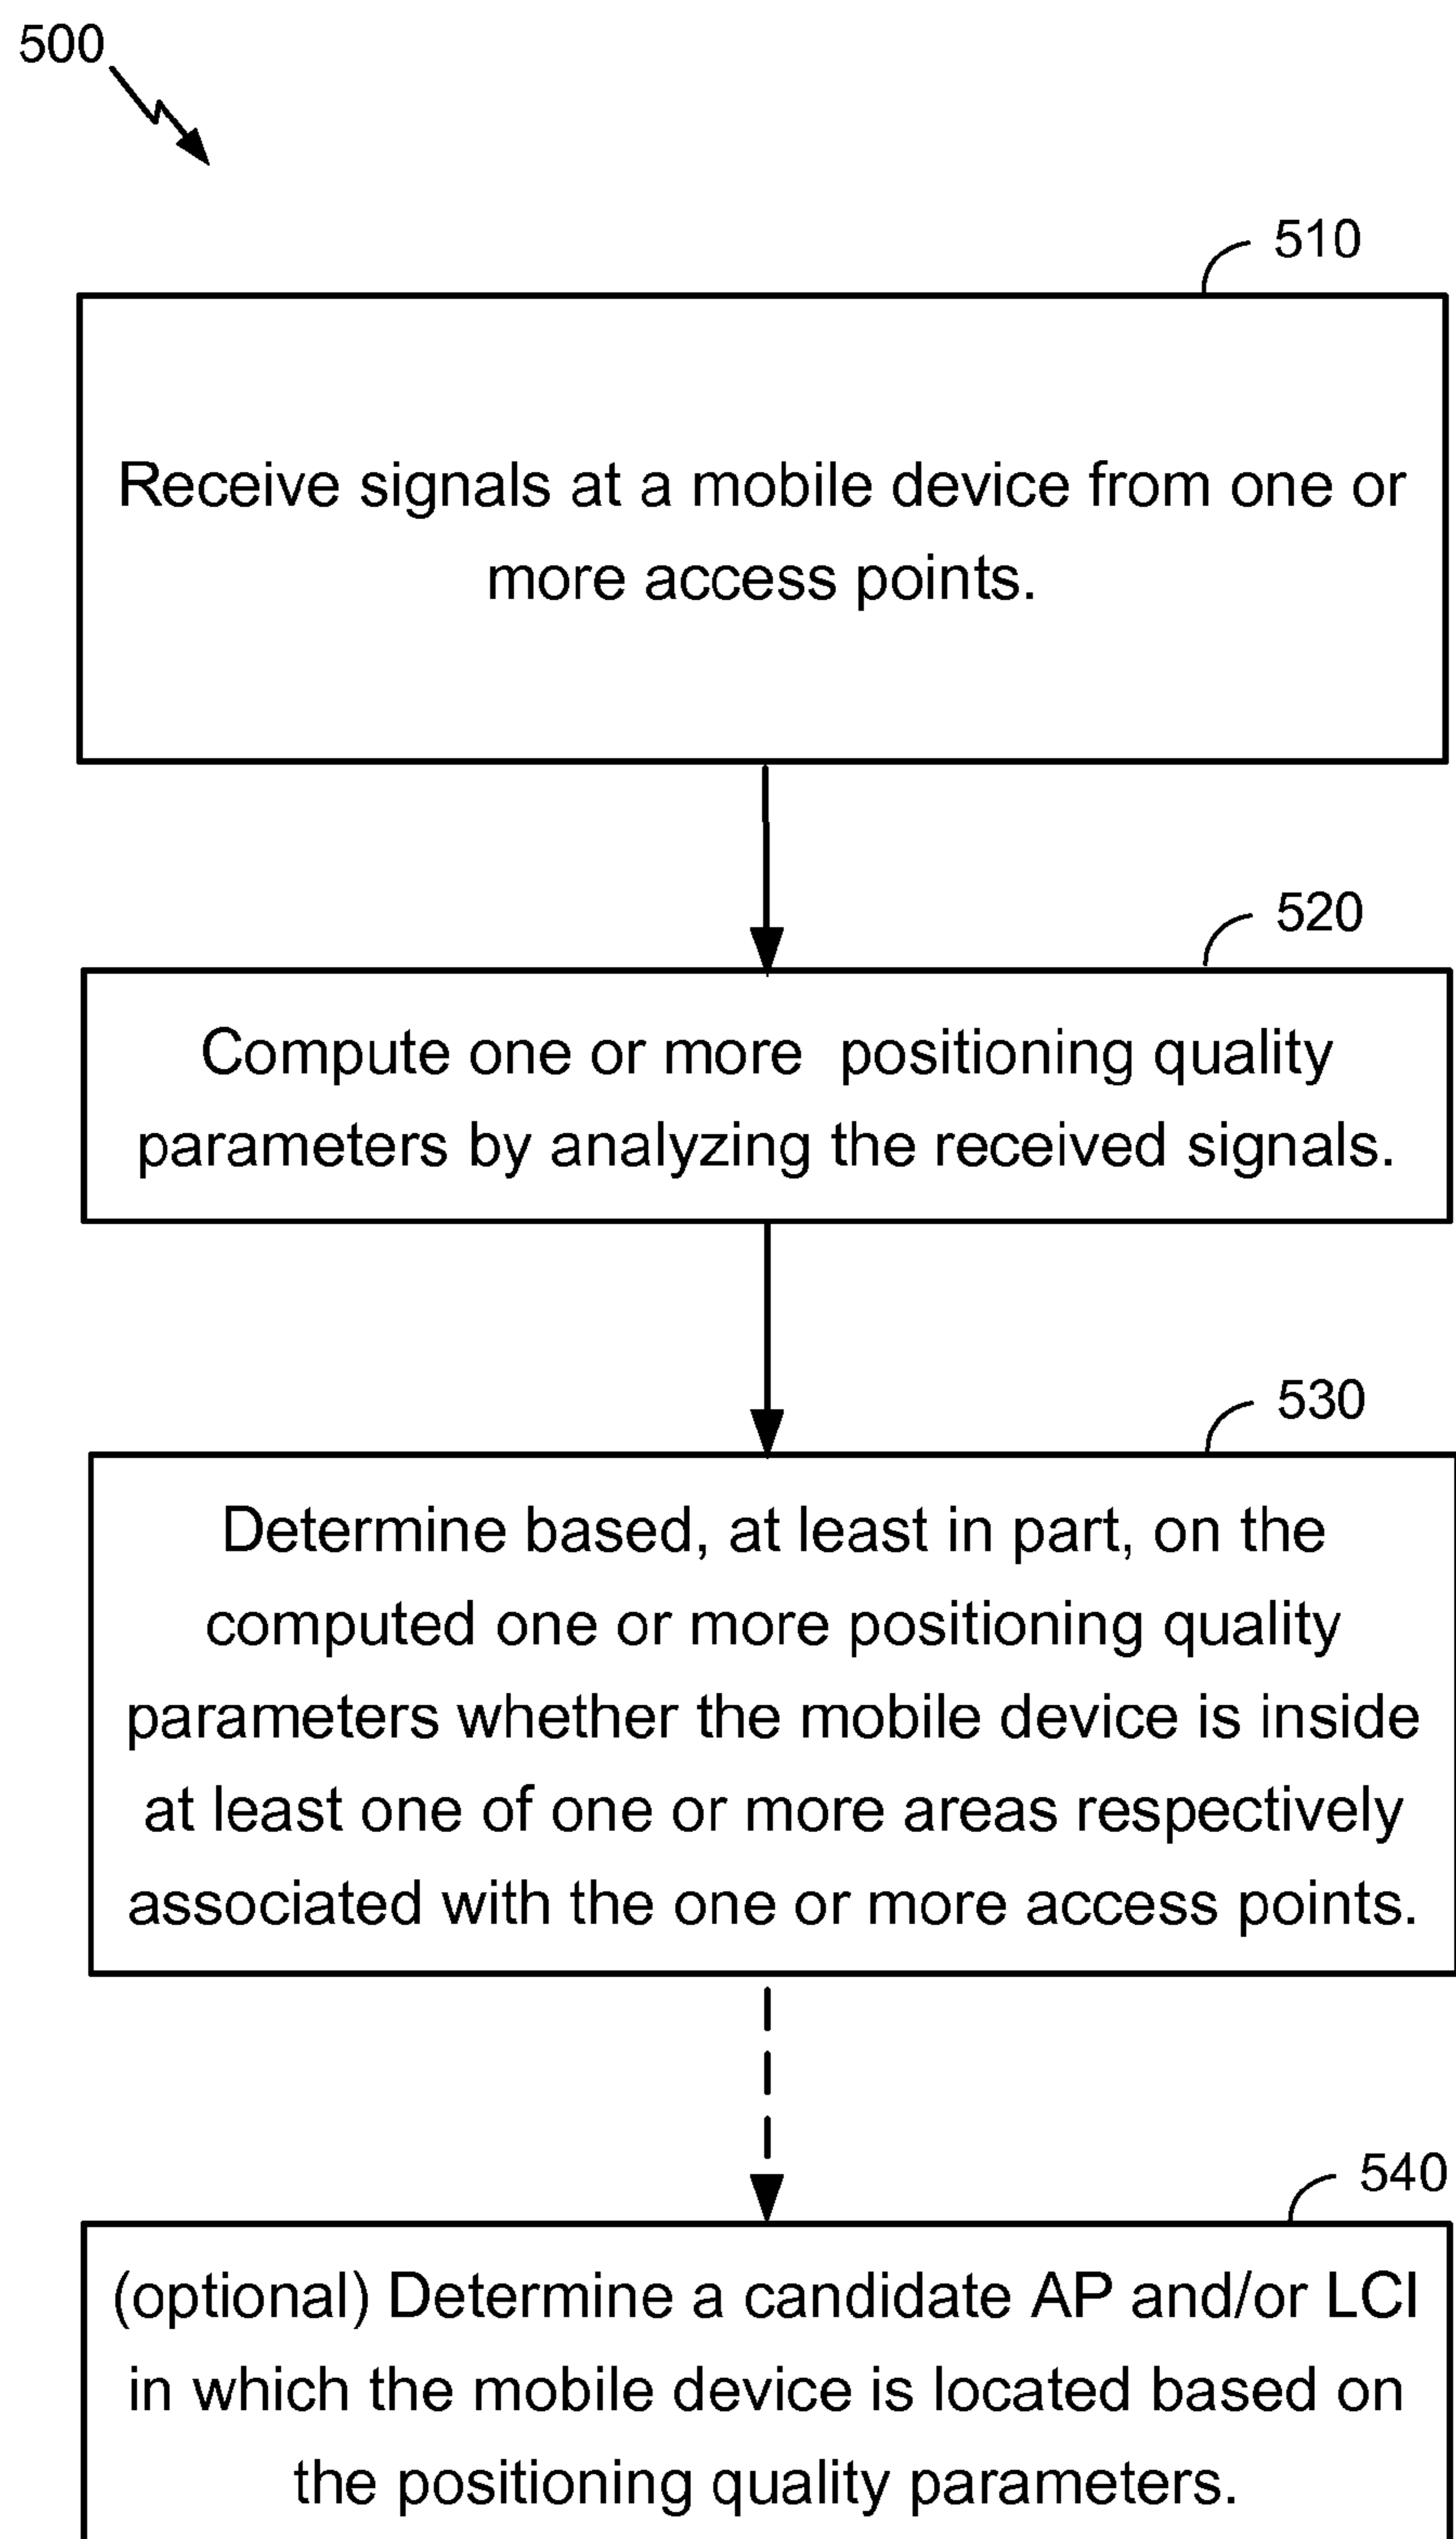 500
510
Receive signals at a mobile device from one or
more access points.
520
Compute one or more positioning quality
parameters by analyzing the received signals.
530
Determine based, at least in part, on the
computed one or more positioning quality
parameters whether the mobile device is inside
at least one of one or more areas respectively
associated with the one or more access points.
540
(optional) Determine a candidate AP and/or LCI
in which the mobile device is located based on
the positioning quality parameters.